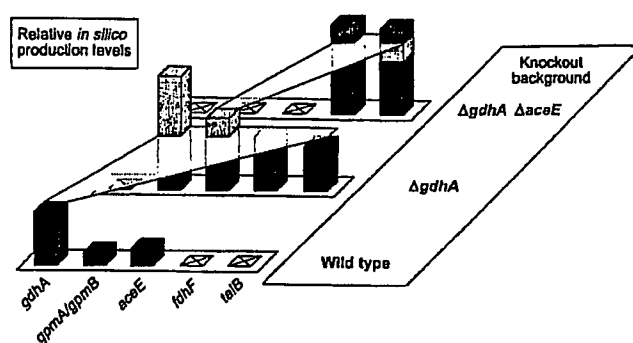 Relative in silico
production levels
Knockout
background
ΔgdhA ΔaceE
ΔgdhA
Wild type
gdhA
gpmA/gpmB
aceE
fdhF
talB